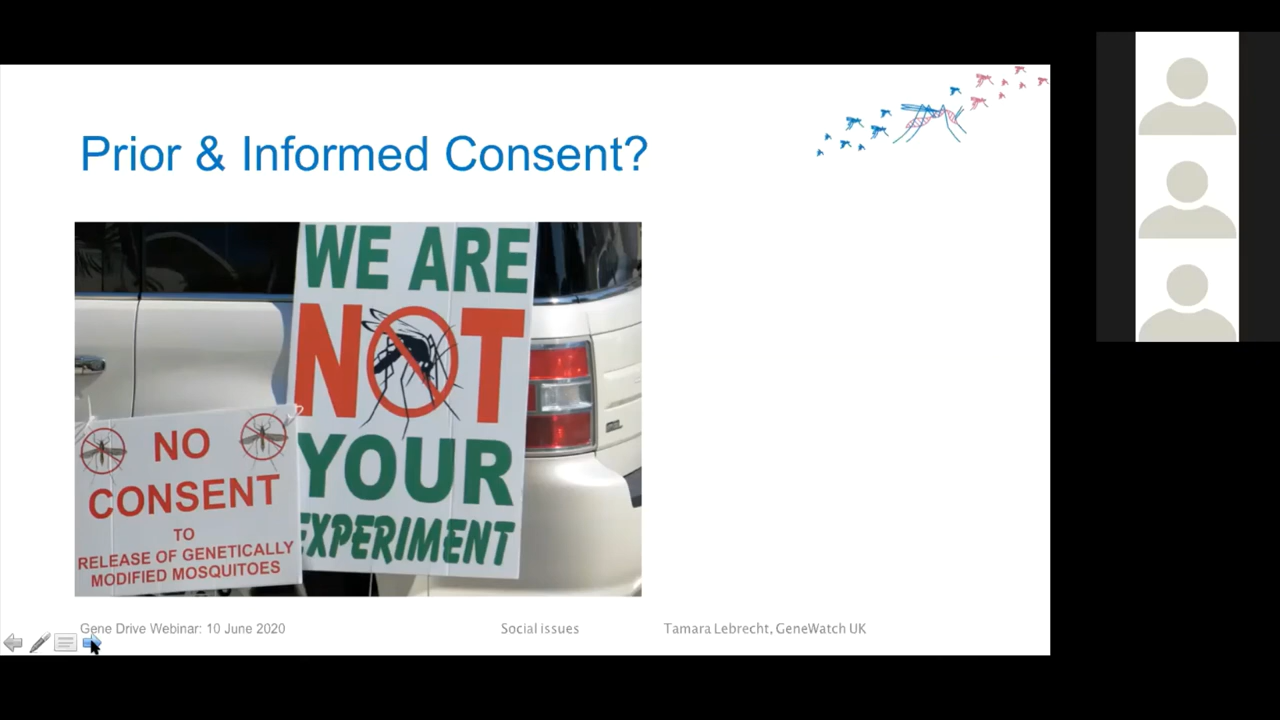 Prior & Informed Consent?
WE ARE
NOT
YOUR
EXPERIMENT
NO
CONSENT
TO
RELEASE OF GENETICALLY
MODIFIED MOSQUITOES
Gene Drive Webinar: 10 June 2020
Social issues
Tamara Lebrecht, GeneWatch UK